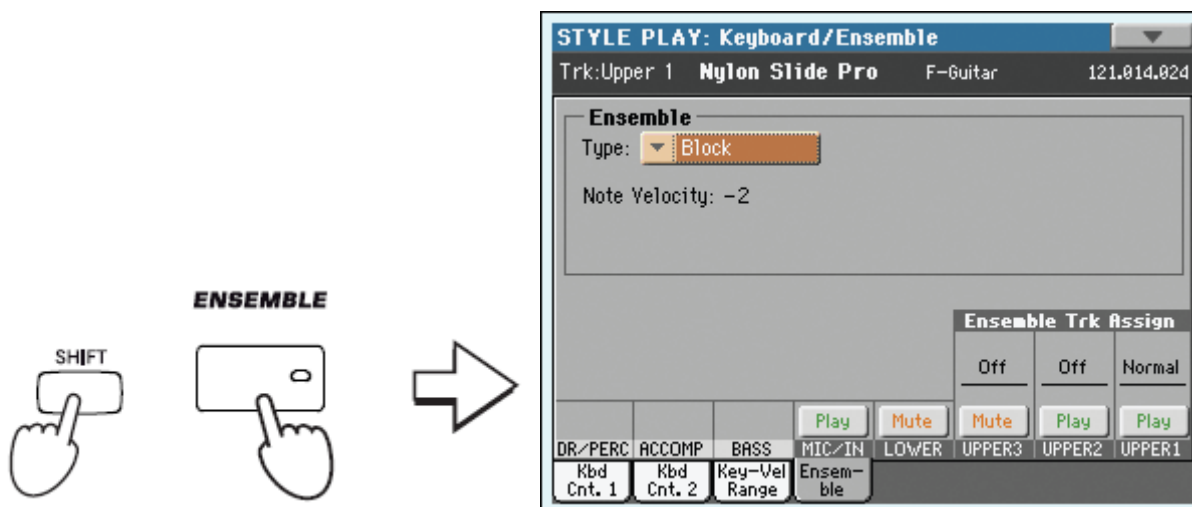 STYLE PLAY: Keyboard/Ensemble
Trk:Upper 1 Nylon Slide Pro F-Guitar 121.014.024
Ensemble
Type: Block
Note Velocity: -2
ENSEMBLE
SHIFT
Ensemble Trk Assign
Off Off Normal
Play Mute Mute Play Play
DR/PERC ACCOMP BASS MIC/IN LOWER UPPER3 UPPER2 UPPER1
Kbd Cnt. 1 Kbd Cnt. 2 Key-Vel Range Ensem-ble